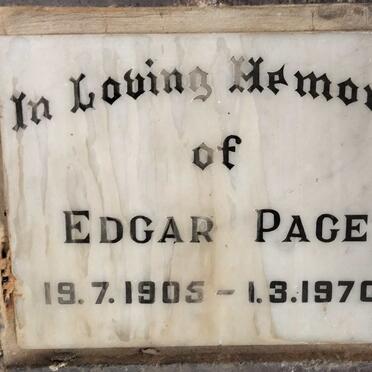 In Loving Memor
of
EDGAR PAGE
19.7.1905 - 1.3.1970